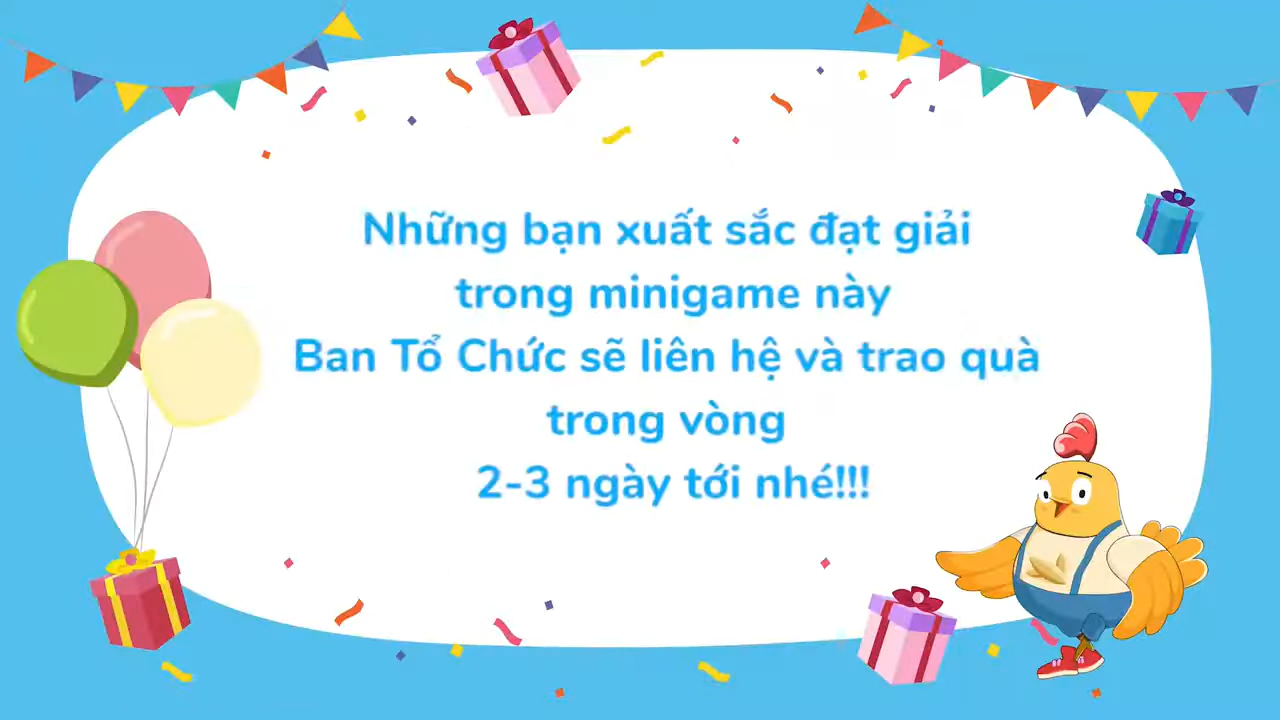 Những bạn xuất sắc đạt giải
trong minigame này
Ban Tổ Chức sẽ liên hệ và trao quà
trong vòng
2-3 ngày tới nhé!!!